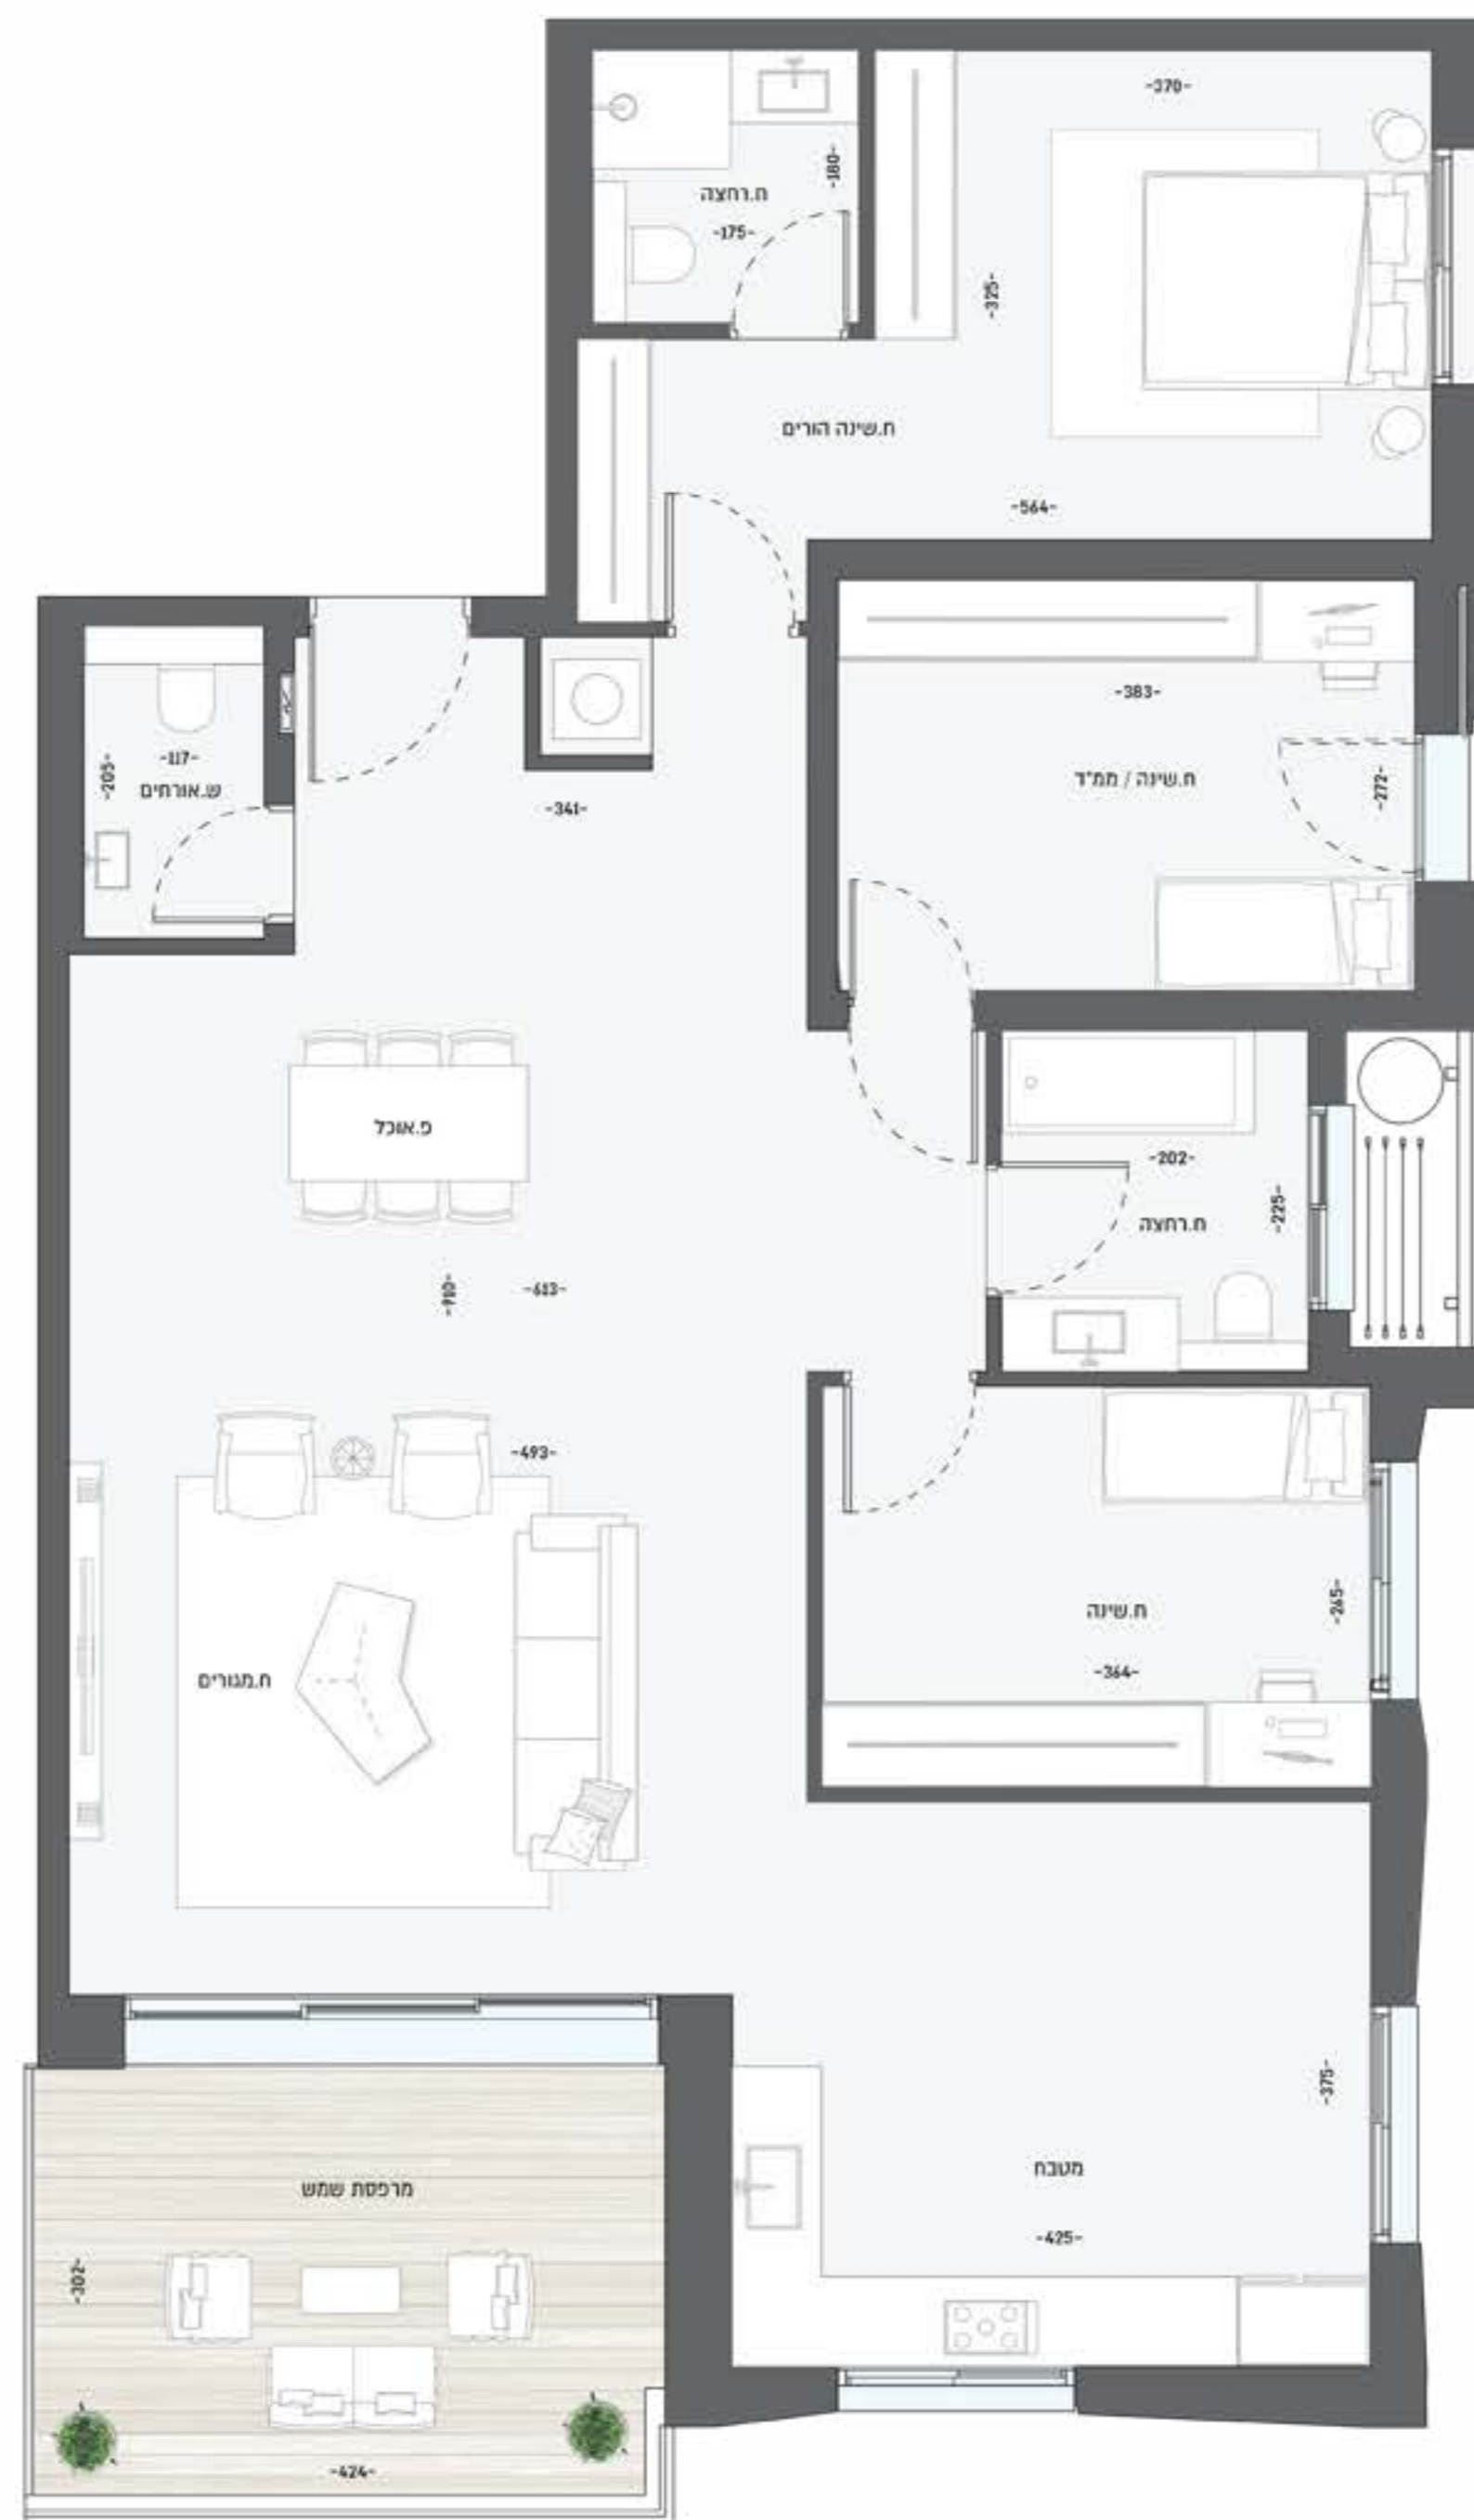 -370-
-180-
ח.רחצה
-175-
-325-
ח.שינה הורים
-564-
-383-
-117-
-205-
ש.אורחים
ח.שינה / ממ"ד
-272-
-341-
פ.אוכל
-202-
-225-
ח.רחצה
-910-
-613-
-493-
-265-
ח.שינה
-364-
ח.מגורים
-375-
מטבח
-425-
מרפסת שמש
-302-
-424-